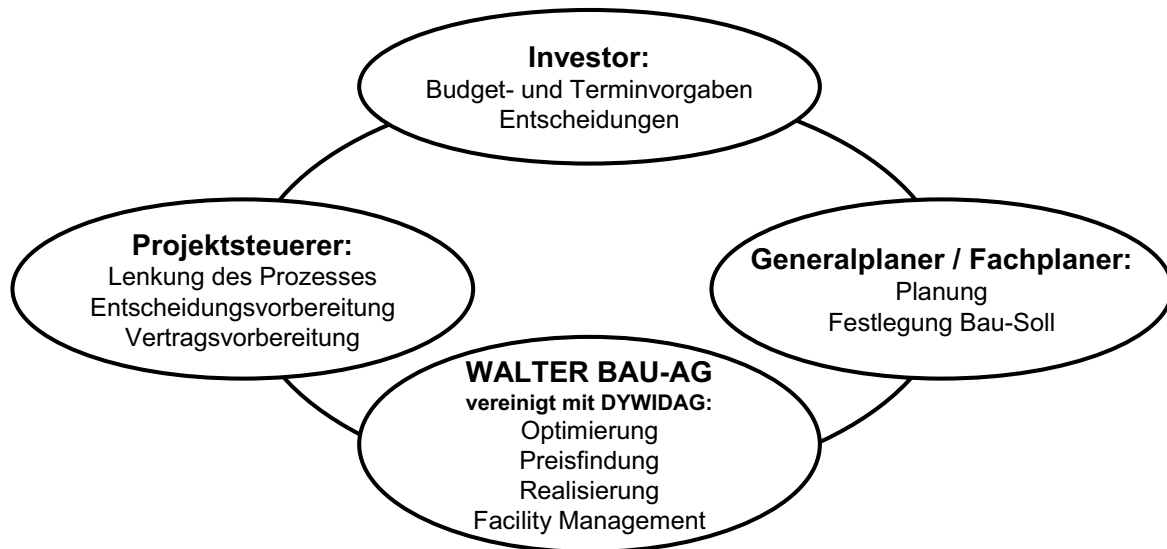 Investor:
Budget- und Terminvorgaben
Entscheidungen
Projektsteuerer:
Lenkung des Prozesses
Entscheidungsvorbereitung
Vertragsvorbereitung
Generalplaner / Fachplaner:
Planung
Festlegung Bau-Soll
WALTER BAU-AG
vereinigt mit DYWIDAG:
Optimierung
Preisfindung
Realisierung
Facility Management